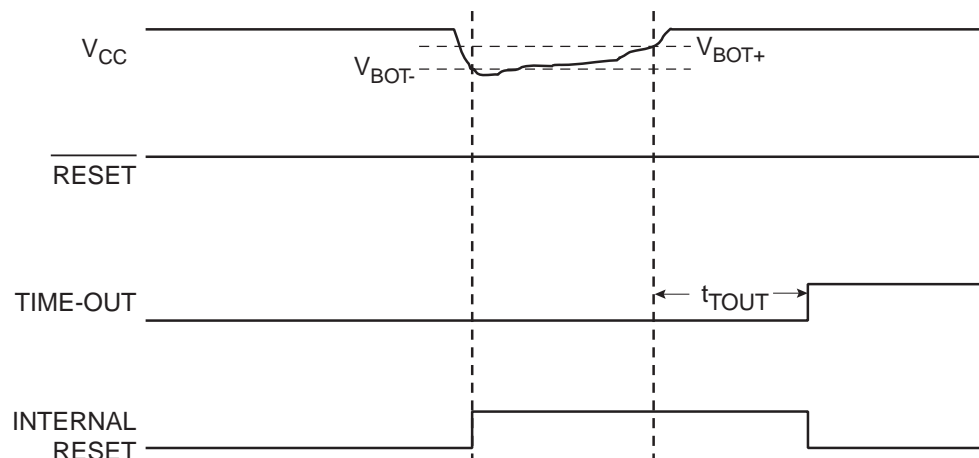 VCC
VBOT-
VBOT+
RESET
TIME-OUT
tTOUT
INTERNAL
RESET